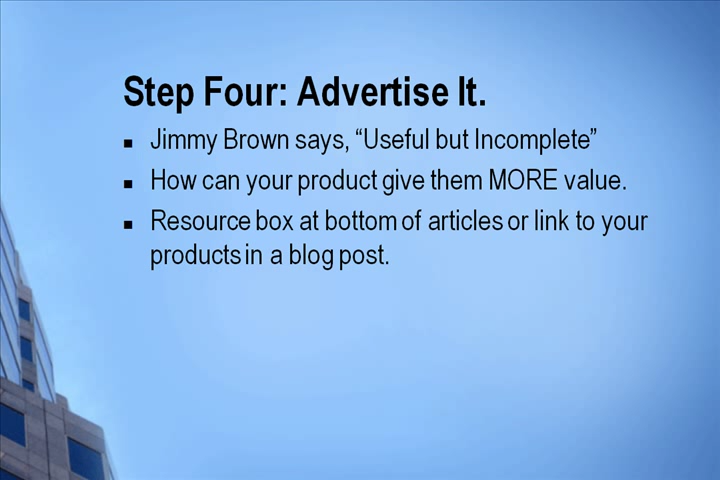 Step Four: Advertise It.
Jimmy Brown says, “Useful but Incomplete”
How can your product give them MORE value.
Resource box at bottom of articles or link to your
products in a blog post.